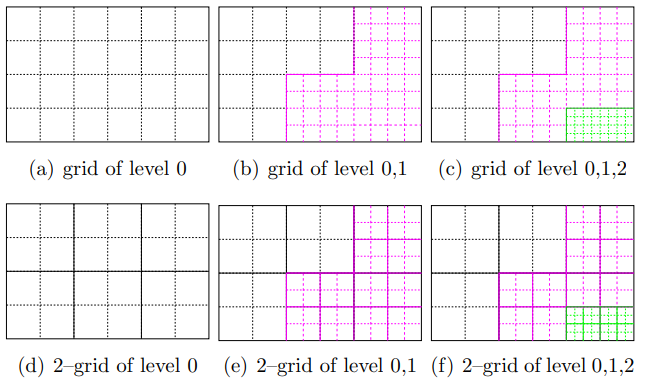 (a) grid of level 0 (b) grid of level 0,1 (c) grid of level 0,1,2
(d) 2–grid of level 0 (e) 2–grid of level 0,1 (f) 2–grid of level 0,1,2